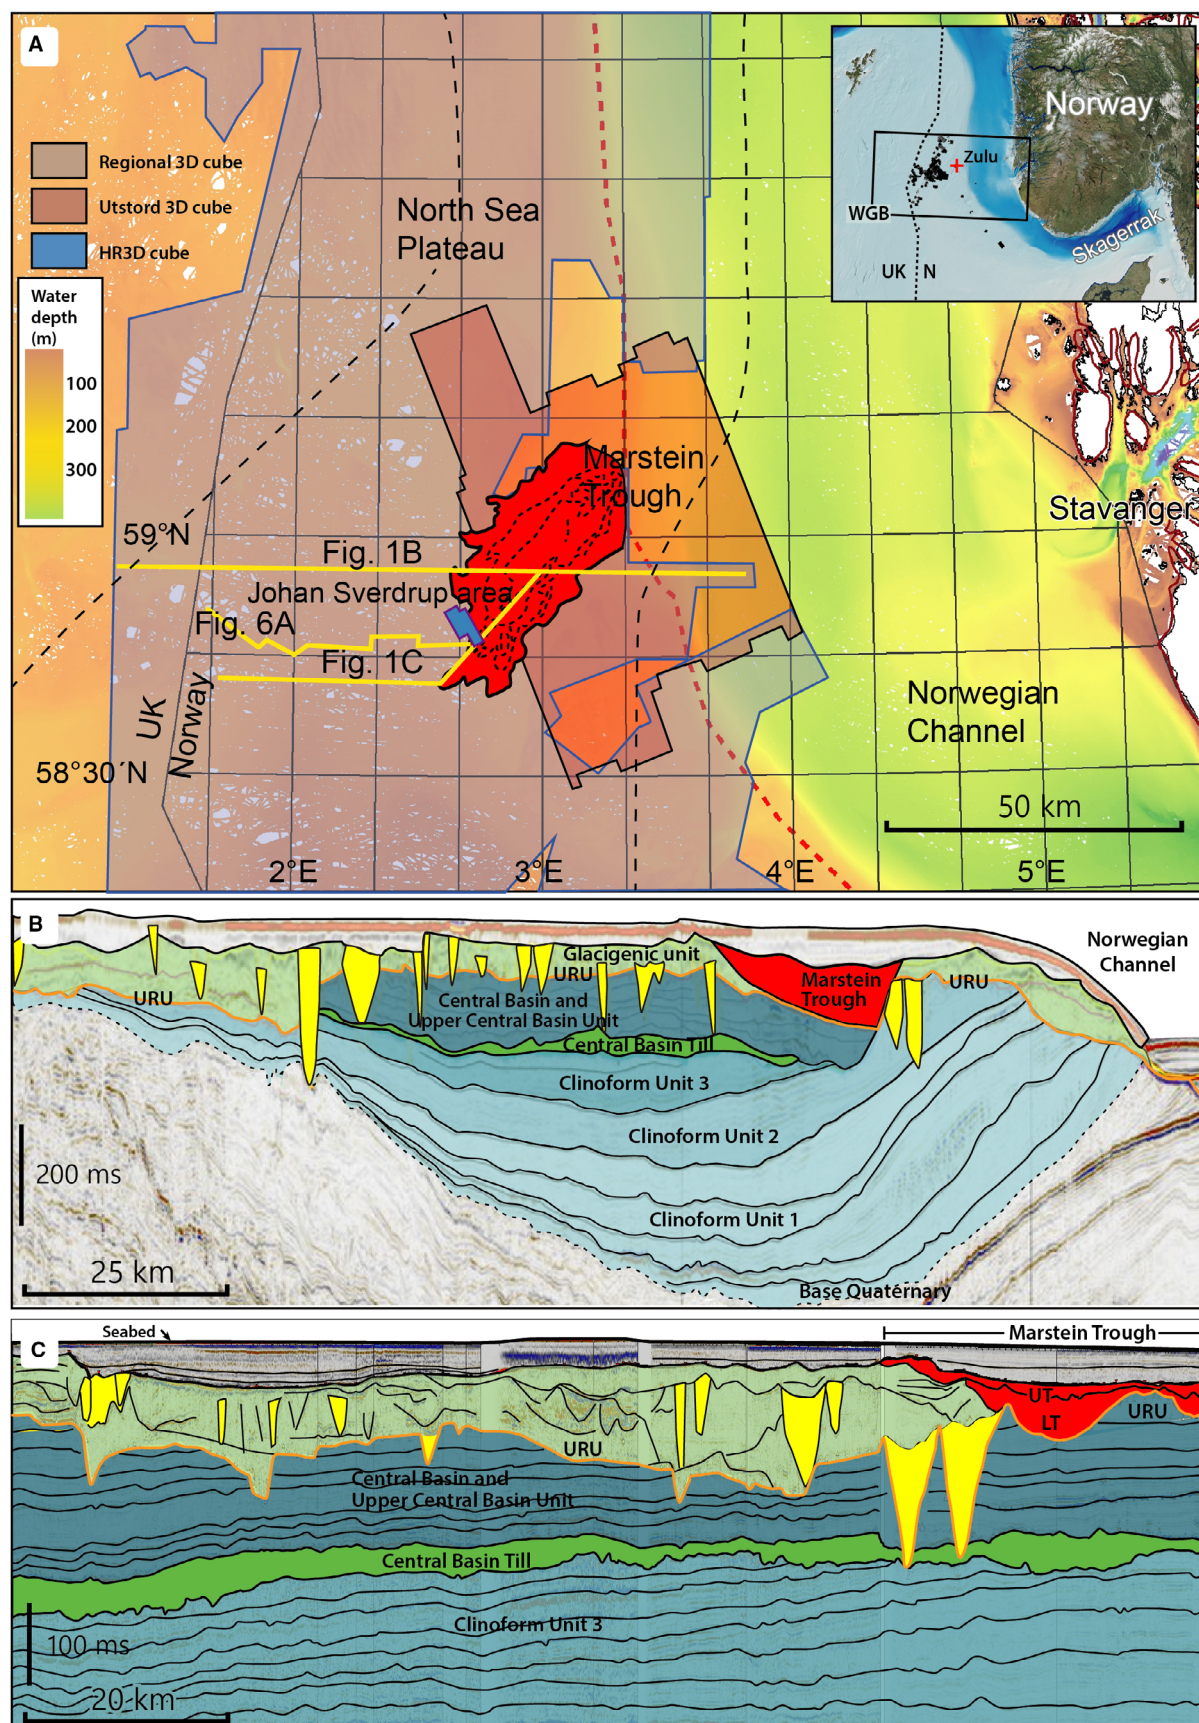 A
Regional 3D cube
Utstord 3D cube
HR3D cube
Water
depth
(m)
100
200
300
North Sea
Plateau
Norway
Zulu
WGB
UK
N
Skagerrak
Marstein
Trough
Stavanger
59°N
Fig. 1B
Johan Sverdrup area
Fig. 6A
Fig. 1C
UK
Norway
Norwegian
Channel
58°30´N
50 km
2°E
3°E
4°E
5°E
B
Norwegian
Channel
Glacigenic unit
URU
URU
URU
Marstein
Trough
Central Basin and
Upper Central Basin Unit
Central Basin Till
Clinoform Unit 3
Clinoform Unit 2
200 ms
Clinoform Unit 1
25 km
Base Quaternary
C
Seabed
Marstein Trough
UT
LT
URU
URU
Central Basin and
Upper Central Basin Unit
Central Basin Till
Clinoform Unit 3
100 ms
20 km